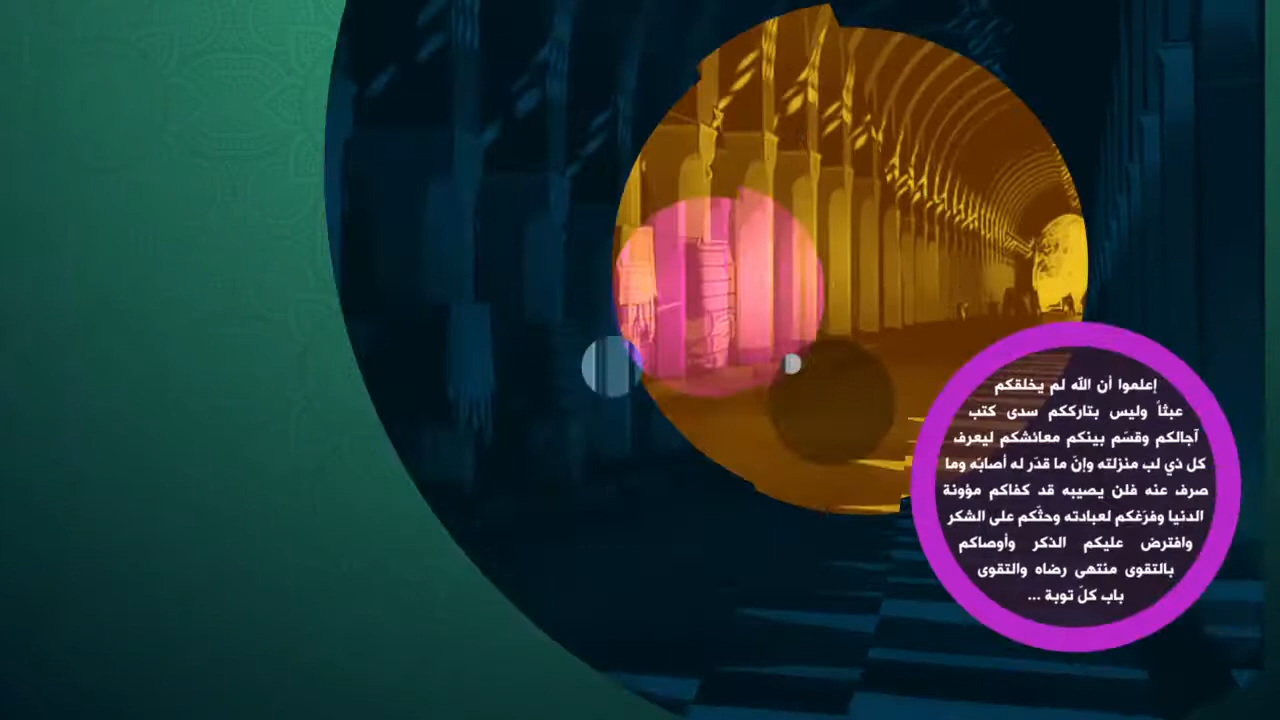 إعلموا أن الله لم يخلقكم
عبثاً وليس بتارككم سدى كتب
آجالكم وقسّم بينكم معائشكم ليعرف
كل ذي لب منزلته وإنّ ما قدّر له أصابَه وما
صرف عنه فلن يصيبه قد كفاكم مؤونة
الدنيا وفرّغكم لعبادته وحثّكم على الشكر
وافترض عليكم الذكر وأوصاكم
بالتقوى منتهى رضاه والتقوى
باب كلّ توبة ...